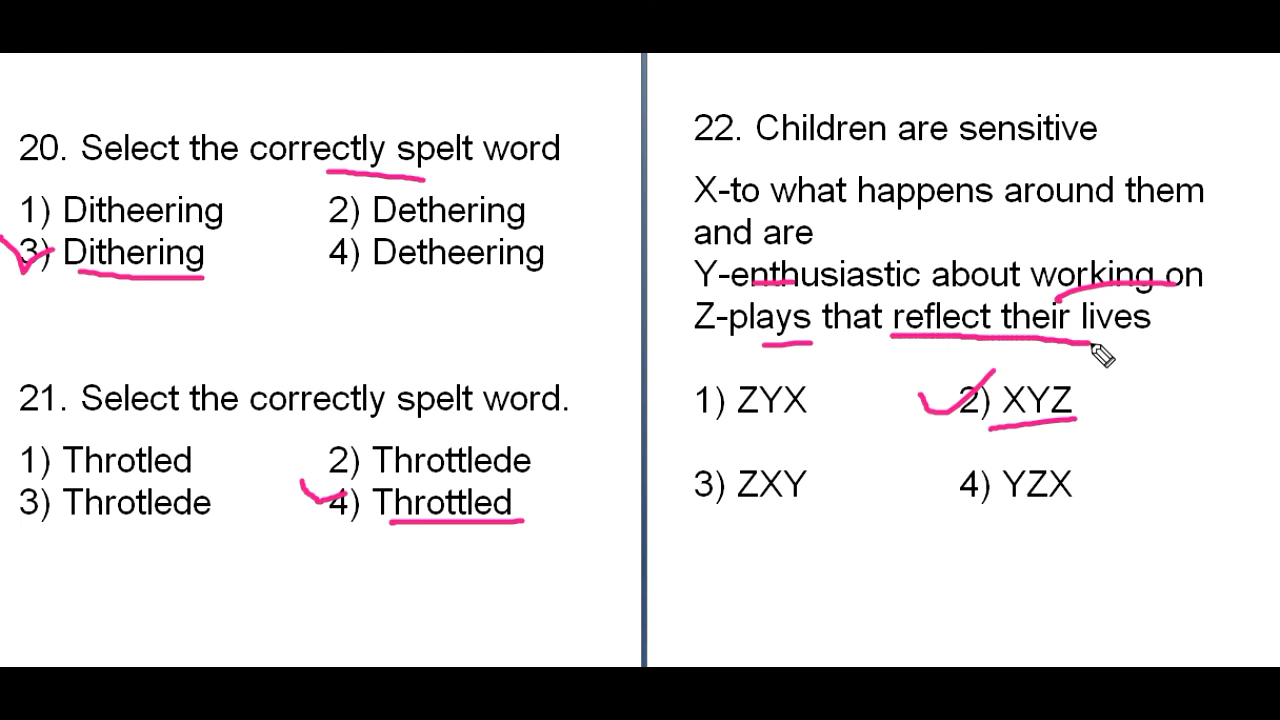 20. Select the correctly spelt word
1) Ditheering 2) Dethering
3) Dithering 4) Detheering
21. Select the correctly spelt word.
1) Throtled 2) Throttlede
3) Throtlede 4) Throttled
22. Children are sensitive
X-to what happens around them
and are
Y-enthusiastic about working on
Z-plays that reflect their lives
1) ZYX 2) XYZ
3) ZXY 4) YZX